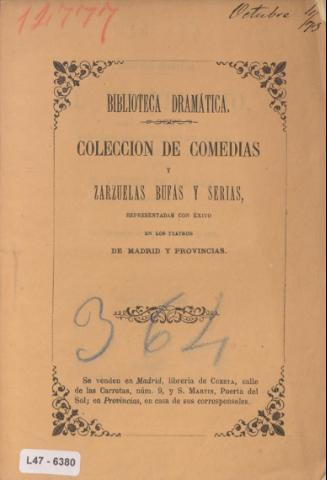 12777
Octubre 11/73
BIBLIOTECA DRAMÁTICA.
COLECCION DE COMEDIAS
Y
ZARZUELAS BUFAS Y SERIAS,
REPRESENTADAS CON ÉXITO
EN LOS TEATROS
DE MADRID Y PROVINCIAS.
364
Se venden en Madrid, librería de CUESTA, calle
de las Carretas, núm. 9, y S. MARTIN, Puerta del
Sol; en Provincias, en casa de sus corresponsales.
L47 - 6380